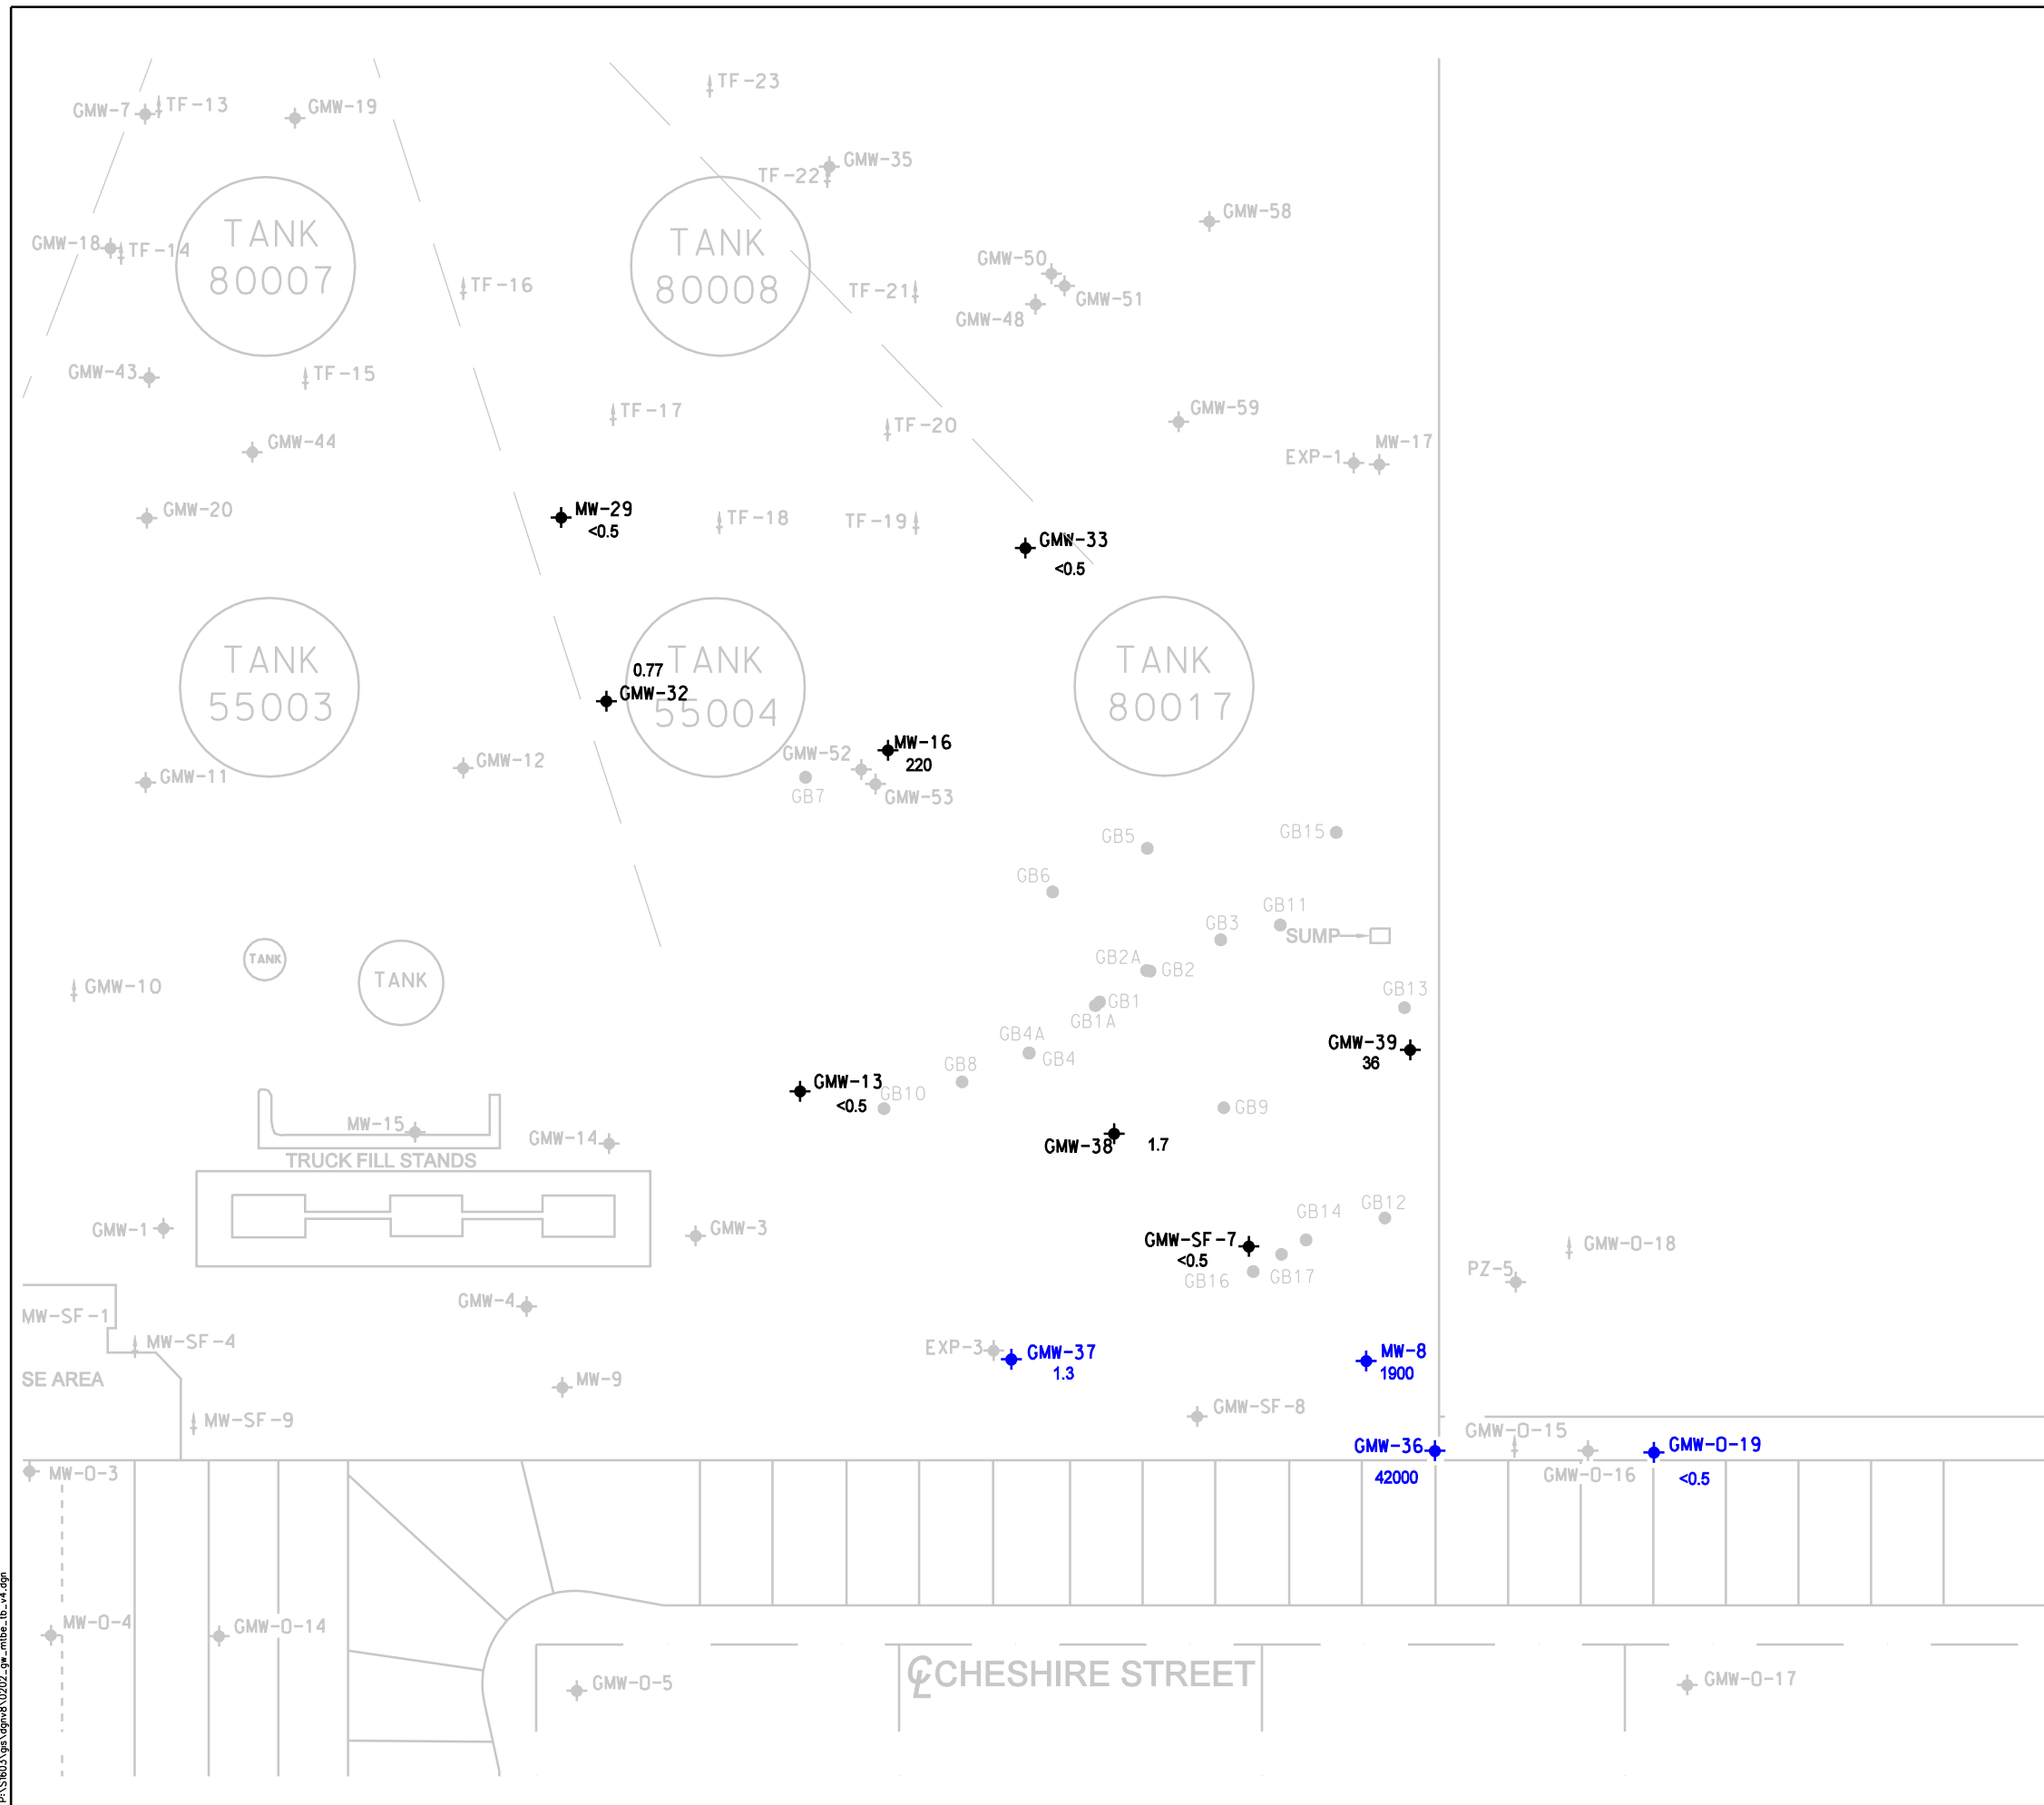 TF-23
GMW-7
TF-13
GMW-19
GMW-35
TF-22
GMW-58
TANK
80007
TANK
80008
GMW-18
TF-14
GMW-50
TF-16
TF-21
GMW-51
GMW-48
GMW-43
TF-15
TF-17
GMW-59
TF-20
GMW-44
MW-17
EXP-1
GMW-20
MW-29
<0.5
TF-18
TF-19
GMW-33
<0.5
TANK
55003
0.77
GMW-32
TANK
55004
TANK
80017
MW-16
220
GMW-52
GMW-12
GMW-11
GB7
GMW-53
GB5
GB15
GB6
GB11
GB3
SUMP
TANK
TANK
GB2A
GB2
GMW-10
GB13
GB1
GB1A
GB4A
GB4
GMW-39
36
GB8
GMW-13
<0.5
GB10
GB9
MW-15
GMW-14
GMW-38
1.7
TRUCK FILL STANDS
GB12
GB14
GMW-1
GMW-3
GMW-SF-7
<0.5
GMW-O-18
PZ-5
GB16
GB17
GMW-4
MW-SF-1
MW-SF-4
EXP-3
GMW-37
1.3
MW-8
1900
SE AREA
MW-9
GMW-SF-8
MW-SF-9
GMW-O-15
GMW-36
42000
GMW-O-19
<0.5
MW-O-3
GMW-O-16
MW-O-4
GMW-O-14
CL CHESHIRE STREET
GMW-O-5
GMW-O-17
P:\S1603\gis\dgnv8\0202_gw_mtbe_tb_v4.dgn